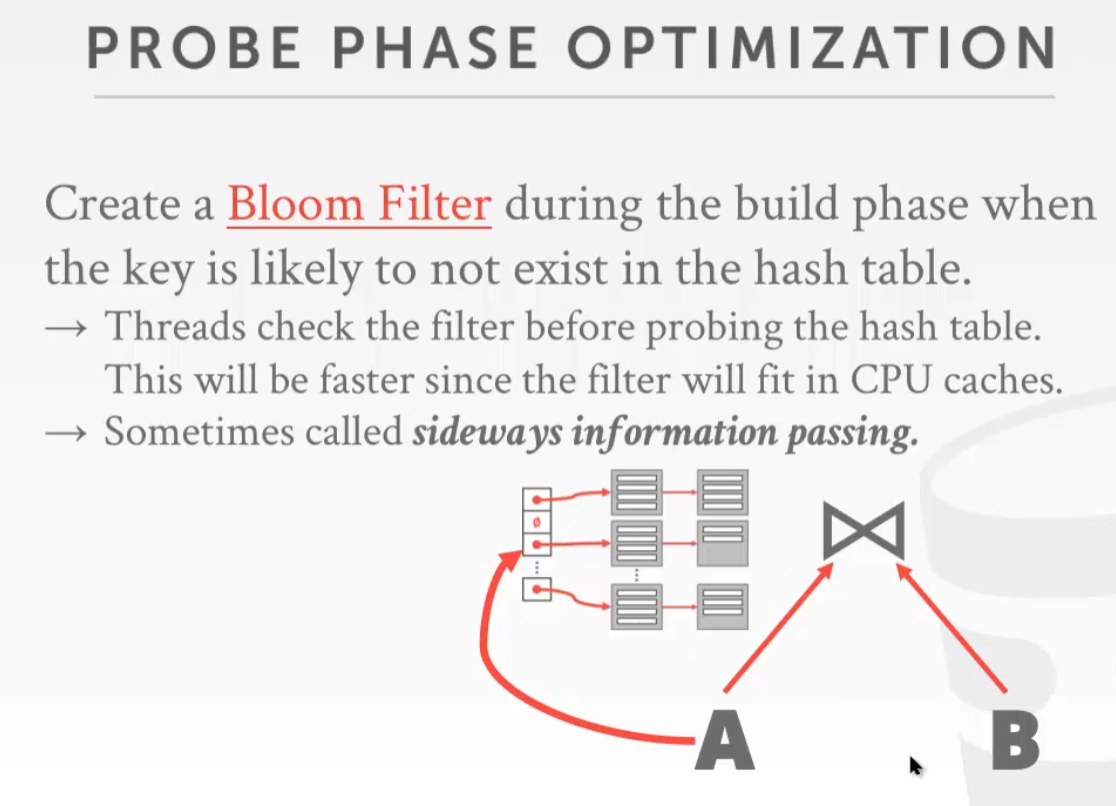 PROBE PHASE OPTIMIZATION
Create a Bloom Filter during the build phase when
the key is likely to not exist in the hash table.
→ Threads check the filter before probing the hash table.
This will be faster since the filter will fit in CPU caches.
→ Sometimes called sideways information passing.
Ø
⋮
⋮
⋈
A
B